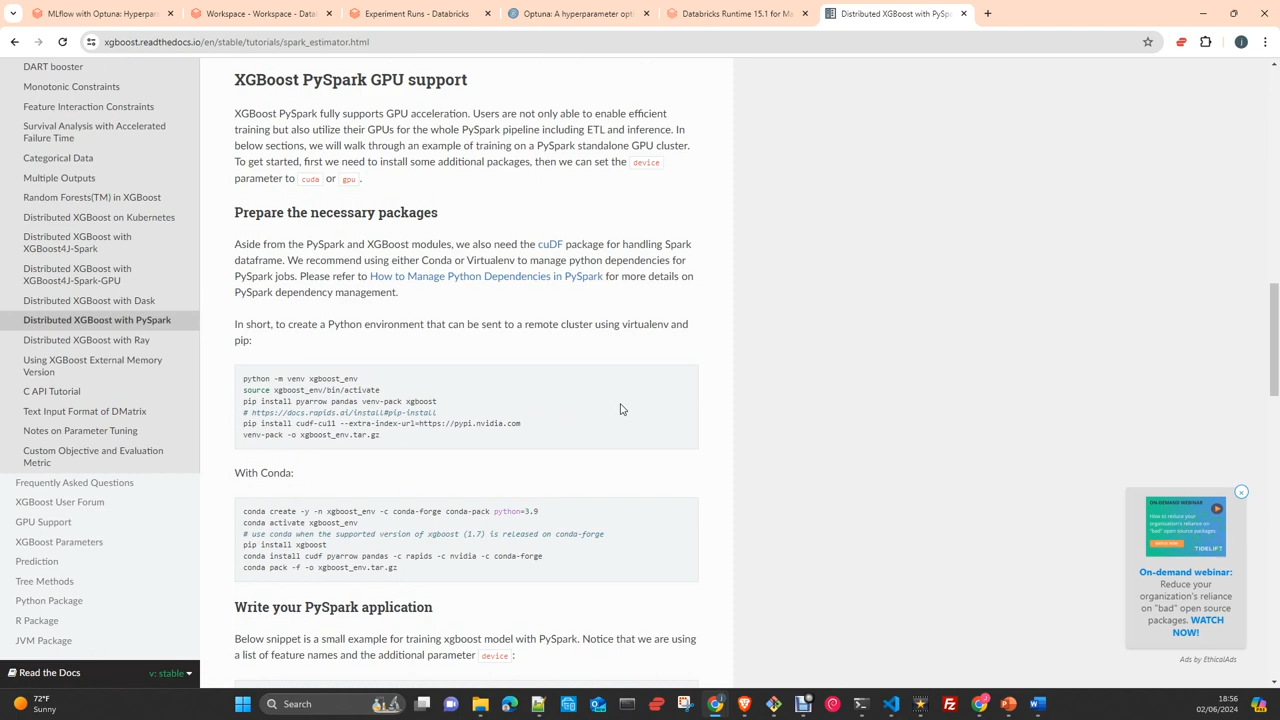 MLflow with Optuna: Hyperpar
Workspace - Workspace - Data
Experiment Runs - Databricks
Optuna: A hyperparameter opti
Databricks Runtime 15.1 for Ma
Distributed XGBoost with PySp
xgboost.readthedocs.io/en/stable/tutorials/spark_estimator.html
DART booster
Monotonic Constraints
Feature Interaction Constraints
Survival Analysis with Accelerated
Failure Time
Categorical Data
Multiple Outputs
Random Forests(TM) in XGBoost
Distributed XGBoost on Kubernetes
Distributed XGBoost with
XGBoost4J-Spark
Distributed XGBoost with
XGBoost4J-Spark-GPU
Distributed XGBoost with Dask
Distributed XGBoost with PySpark
Distributed XGBoost with Ray
Using XGBoost External Memory
Version
C API Tutorial
Text Input Format of DMatrix
Notes on Parameter Tuning
Custom Objective and Evaluation
Metric
Frequently Asked Questions
XGBoost User Forum
GPU Support
XGBoost Parameters
Prediction
Tree Methods
Python Package
R Package
JVM Package
Read the Docs
v: stable
XGBoost PySpark GPU support
XGBoost PySpark fully supports GPU acceleration. Users are not only able to enable efficient
training but also utilize their GPUs for the whole PySpark pipeline including ETL and inference. In
below sections, we will walk through an example of training on a PySpark standalone GPU cluster.
To get started, first we need to install some additional packages, then we can set the device
parameter to cuda or gpu .
Prepare the necessary packages
Aside from the PySpark and XGBoost modules, we also need the cuDF package for handling Spark
dataframe. We recommend using either Conda or Virtualenv to manage python dependencies for
PySpark jobs. Please refer to How to Manage Python Dependencies in PySpark for more details on
PySpark dependency management.
In short, to create a Python environment that can be sent to a remote cluster using virtualenv and
pip:
python -m venv xgboost_env
source xgboost_env/bin/activate
pip install pyarrow pandas venv-pack xgboost
# https://docs.rapids.ai/install#pip-install
pip install cudf-cu11 --extra-index-url=https://pypi.nvidia.com
venv-pack -o xgboost_env.tar.gz
With Conda:
conda create -y -n xgboost_env -c conda-forge conda-pack python=3.9
conda activate xgboost_env
# use conda when the supported version of xgboost (1.7) is released on conda-forge
pip install xgboost
conda install cudf pyarrow pandas -c rapids -c nvidia -c conda-forge
conda pack -f -o xgboost_env.tar.gz
Write your PySpark application
Below snippet is a small example for training xgboost model with PySpark. Notice that we are using
a list of feature names and the additional parameter device :
ON-DEMAND WEBINAR
How to reduce your
organization's reliance
on "bad" open source
packages.
WATCH NOW!
TIDELIFT
On-demand webinar:
Reduce your
organization's reliance
on "bad" open source
packages. WATCH
NOW!
Ads by EthicalAds
72°F
Sunny
Search
18:56
02/06/2024